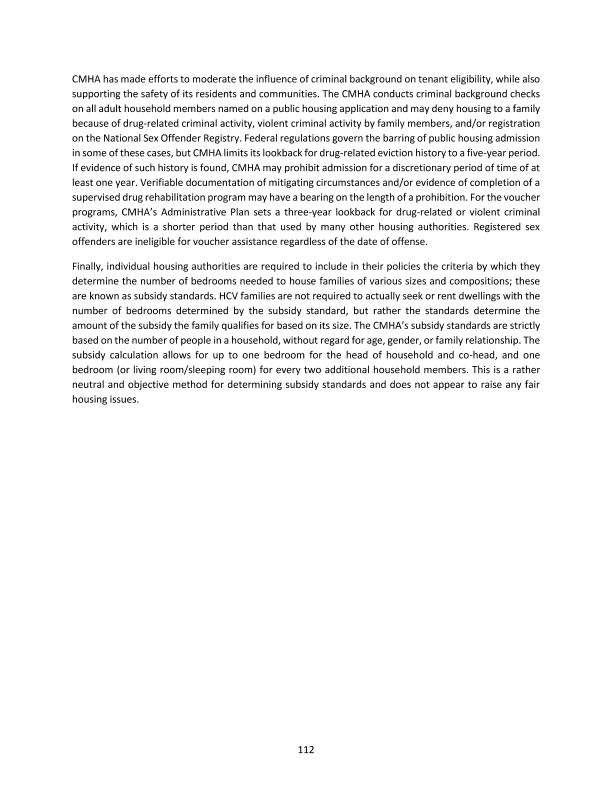 CMHA has made efforts to moderate the influence of criminal background on tenant eligibility, while also
supporting the safety of its residents and communities. The CMHA conducts criminal background checks
on all adult household members named on a public housing application and may deny housing to a family
because of drug-related criminal activity, violent criminal activity by family members, and/or registration
on the National Sex Offender Registry. Federal regulations govern the barring of public housing admission
in some of these cases, but CMHA limits its lookback for drug-related eviction history to a five-year period.
If evidence of such history is found, CMHA may prohibit admission for a discretionary period of time of at
least one year. Verifiable documentation of mitigating circumstances and/or evidence of completion of a
supervised drug rehabilitation program may have a bearing on the length of a prohibition. For the voucher
programs, CMHA's Administrative Plan sets a three-year lookback for drug-related or violent criminal
activity, which is a shorter period than that used by many other housing authorities. Registered sex
offenders are ineligible for voucher assistance regardless of the date of offense.
Finally, individual housing authorities are required to include in their policies the criteria by which they
determine the number of bedrooms needed to house families of various sizes and compositions; these
are known as subsidy standards. HCV families are not required to actually seek or rent dwellings with the
number of bedrooms determined by the subsidy standard, but rather the standards determine the
amount of the subsidy the family qualifies for based on its size. The CMHA's subsidy standards are strictly
based on the number of people in a household, without regard for age, gender, or family relationship. The
subsidy calculation allows for up to one bedroom for the head of household and co-head, and one
bedroom (or living room/sleeping room) for every two additional household members. This is a rather
neutral and objective method for determining subsidy standards and does not appear to raise any fair
housing issues.
112